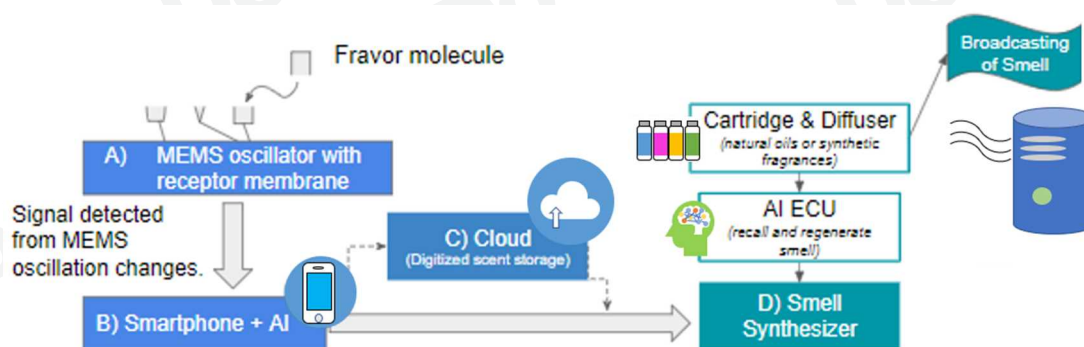 Fravor molecule
A) MEMS oscillator with
receptor membrane
Signal detected
from MEMS
oscillation changes.
B) Smartphone + AI
C) Cloud
(Digitized scent storage)
Broadcasting
of Smell
Cartridge & Diffuser
(natural oils or synthetic
fragrances)
AI ECU
(recall and regenerate
smell)
D) Smell
Synthesizer